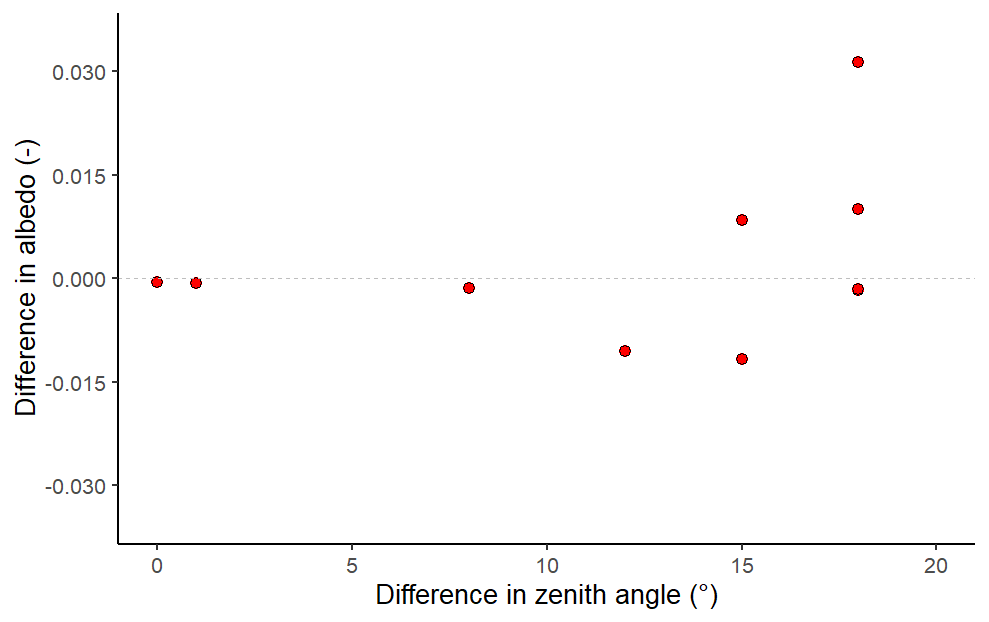 Difference in albedo (-)
0.030
0.015
0.000
-0.015
-0.030
0 5 10 15 20
Difference in zenith angle (°)